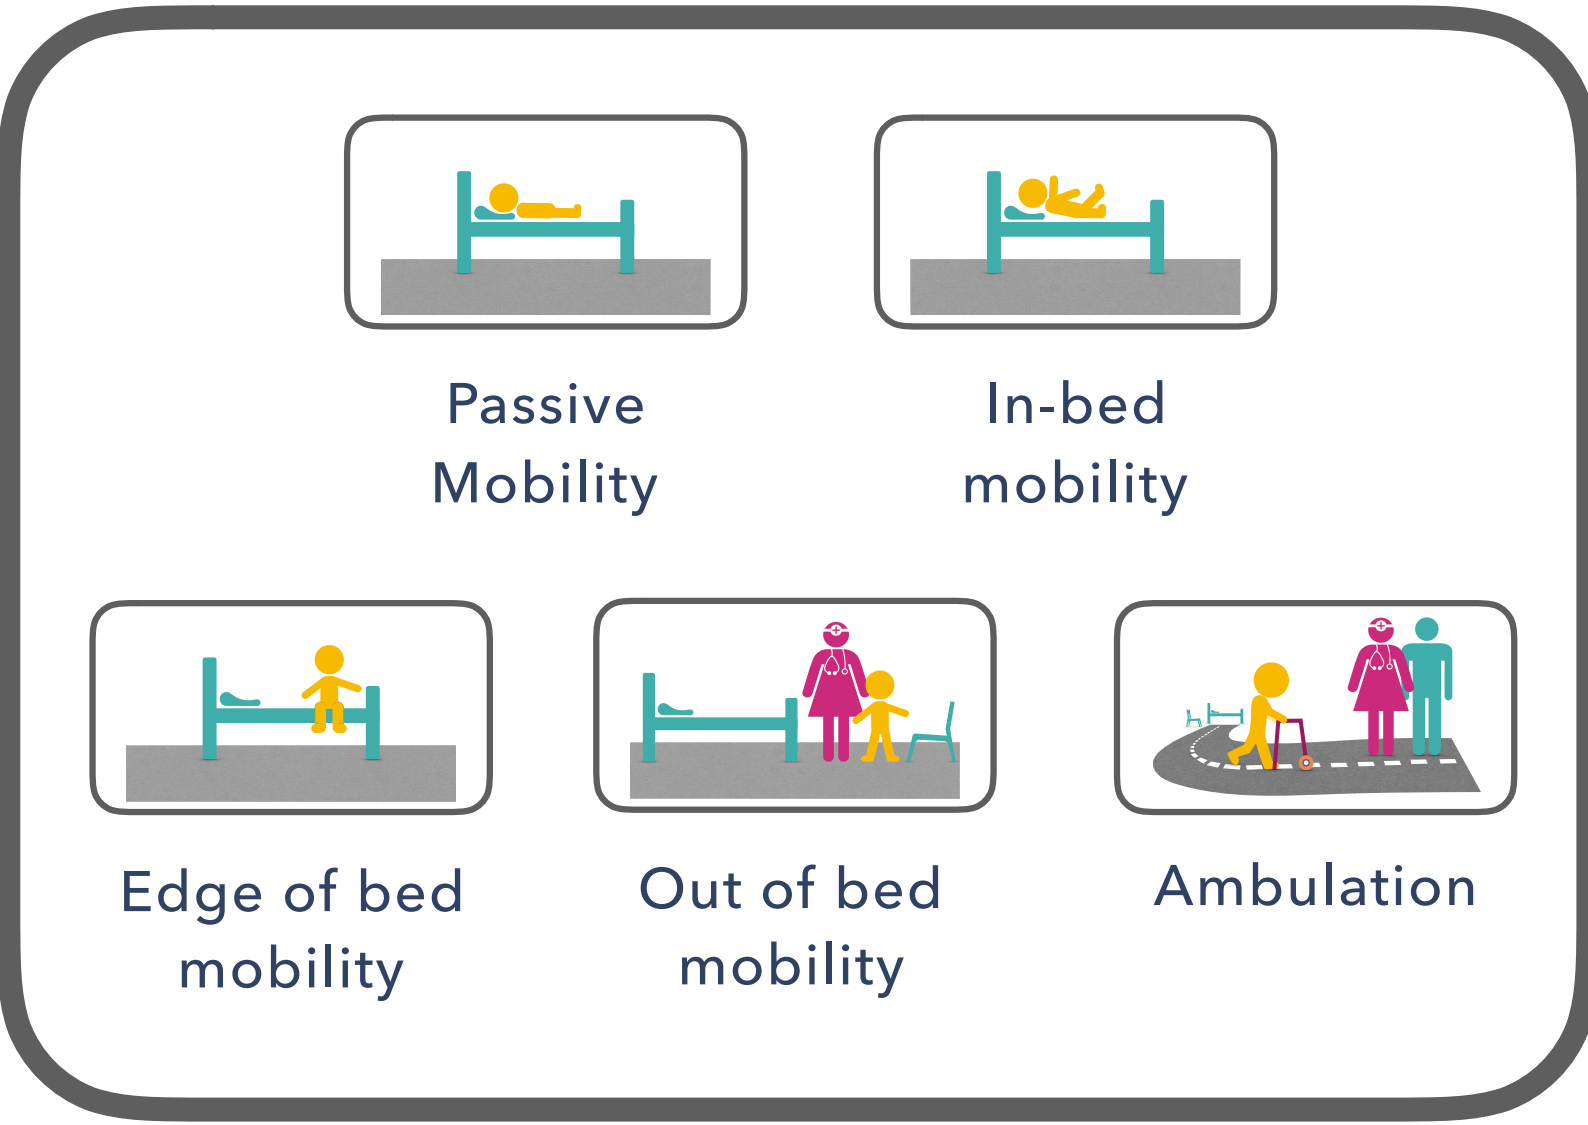 Passive
Mobility
In-bed
mobility
Edge of bed
mobility
Out of bed
mobility
Ambulation